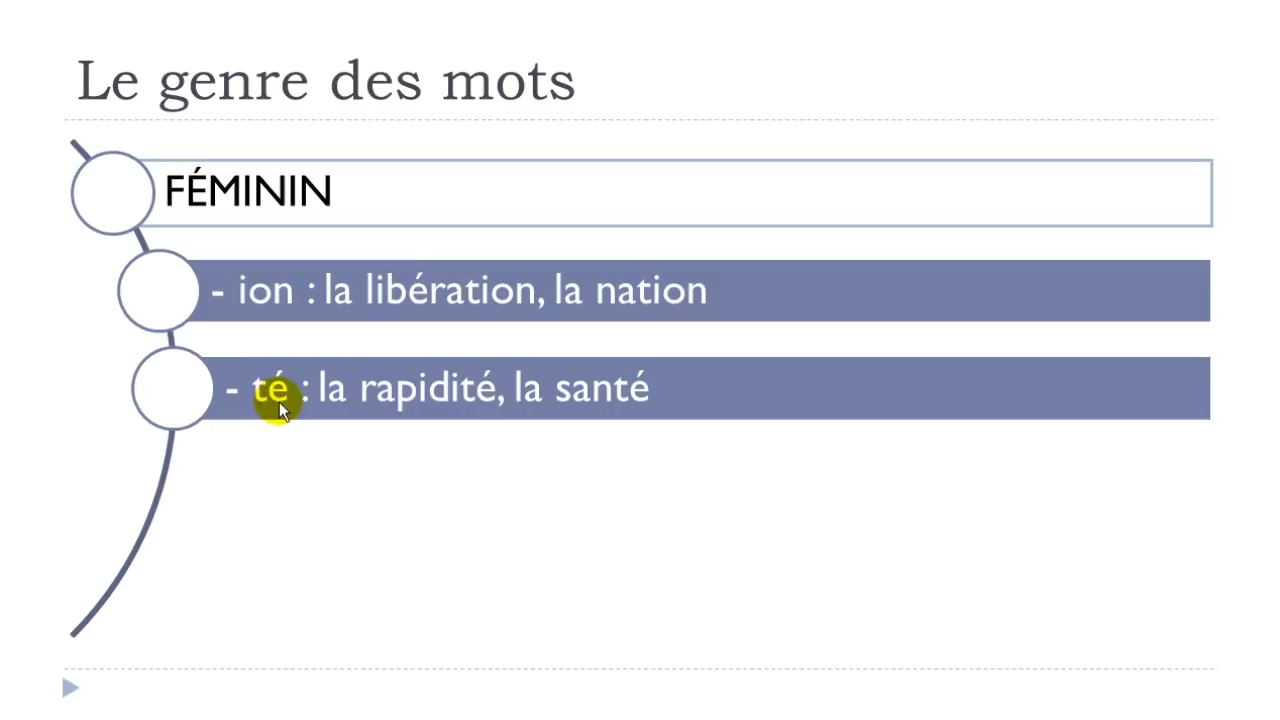 Le genre des mots
FÉMININ
- ion : la libération, la nation
- té : la rapidité, la santé